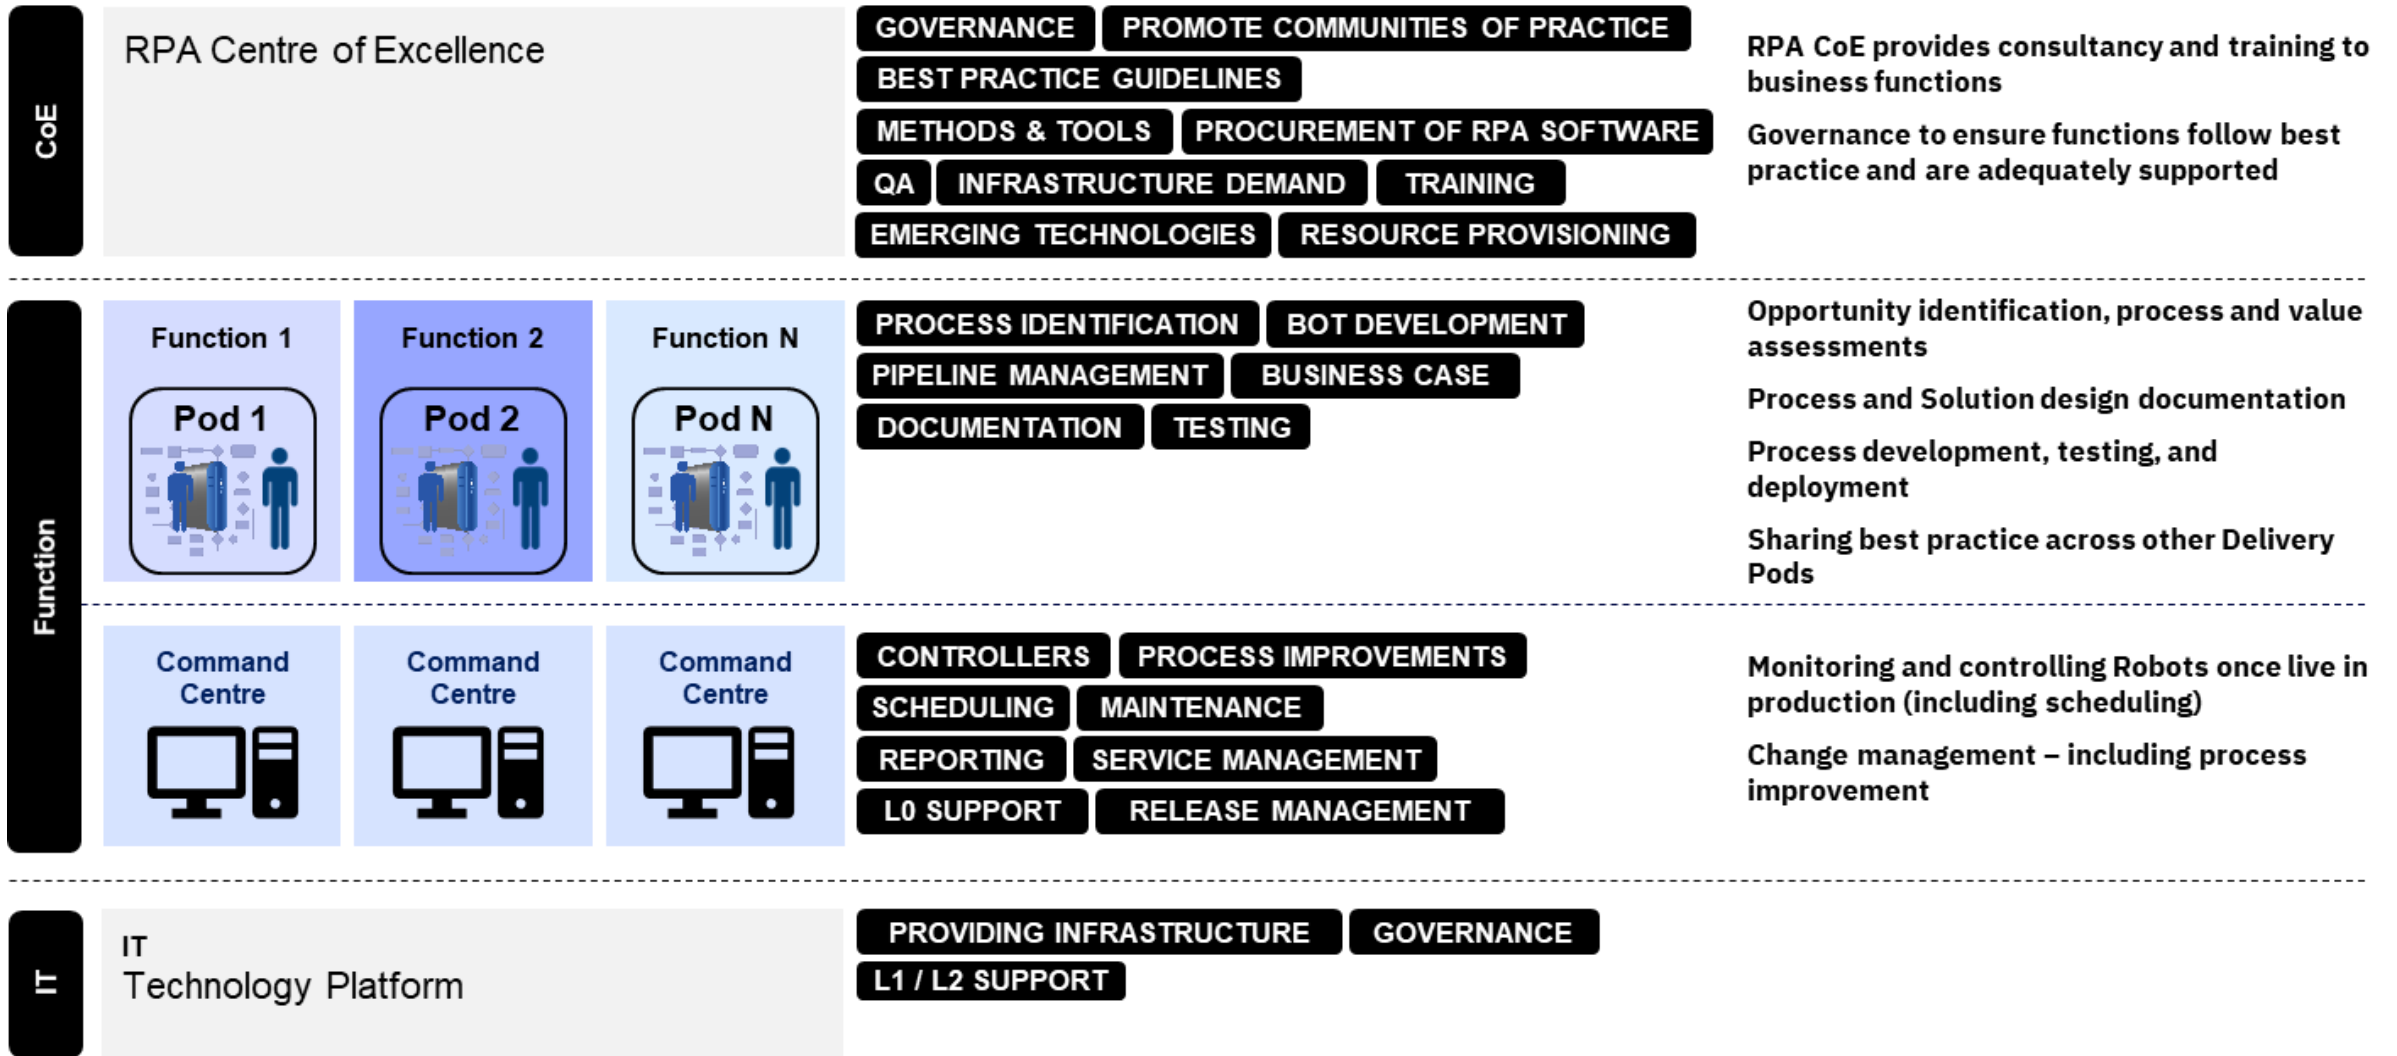 CoE
RPA Centre of Excellence
GOVERNANCE
PROMOTE COMMUNITIES OF PRACTICE
BEST PRACTICE GUIDELINES
METHODS & TOOLS
PROCUREMENT OF RPA SOFTWARE
QA
INFRASTRUCTURE DEMAND
TRAINING
EMERGING TECHNOLOGIES
RESOURCE PROVISIONING
RPA CoE provides consultancy and training to
business functions
Governance to ensure functions follow best
practice and are adequately supported
Function
Function 1
Pod 1
Function 2
Pod 2
Function N
Pod N
PROCESS IDENTIFICATION
BOT DEVELOPMENT
PIPELINE MANAGEMENT
BUSINESS CASE
DOCUMENTATION
TESTING
Opportunity identification, process and value
assessments
Process and Solution design documentation
Process development, testing, and
deployment
Sharing best practice across other Delivery
Pods
Command
Centre
Command
Centre
Command
Centre
CONTROLLERS
PROCESS IMPROVEMENTS
SCHEDULING
MAINTENANCE
REPORTING
SERVICE MANAGEMENT
L0 SUPPORT
RELEASE MANAGEMENT
Monitoring and controlling Robots once live in
production (including scheduling)
Change management – including process
improvement
IT
IT
Technology Platform
PROVIDING INFRASTRUCTURE
GOVERNANCE
L1 / L2 SUPPORT